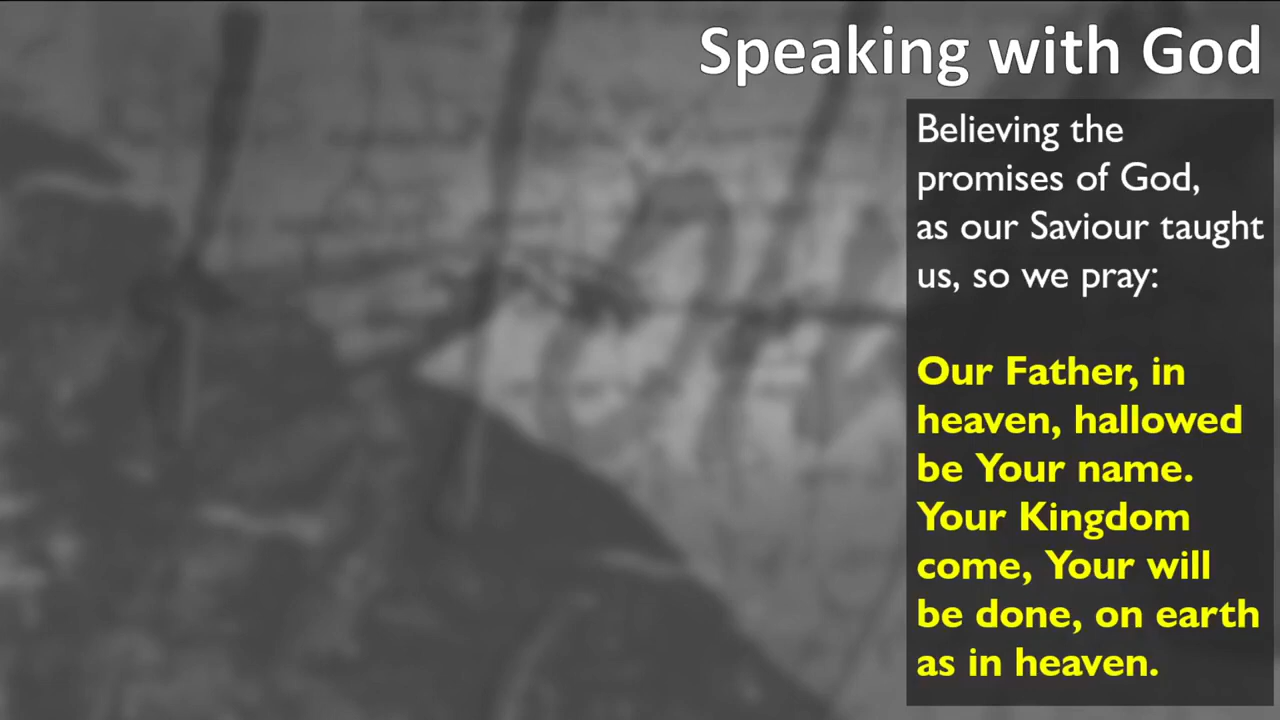 Speaking with God
Believing the
promises of God,
as our Saviour taught
us, so we pray:
Our Father, in
heaven, hallowed
be Your name.
Your Kingdom
come, Your will
be done, on earth
as in heaven.